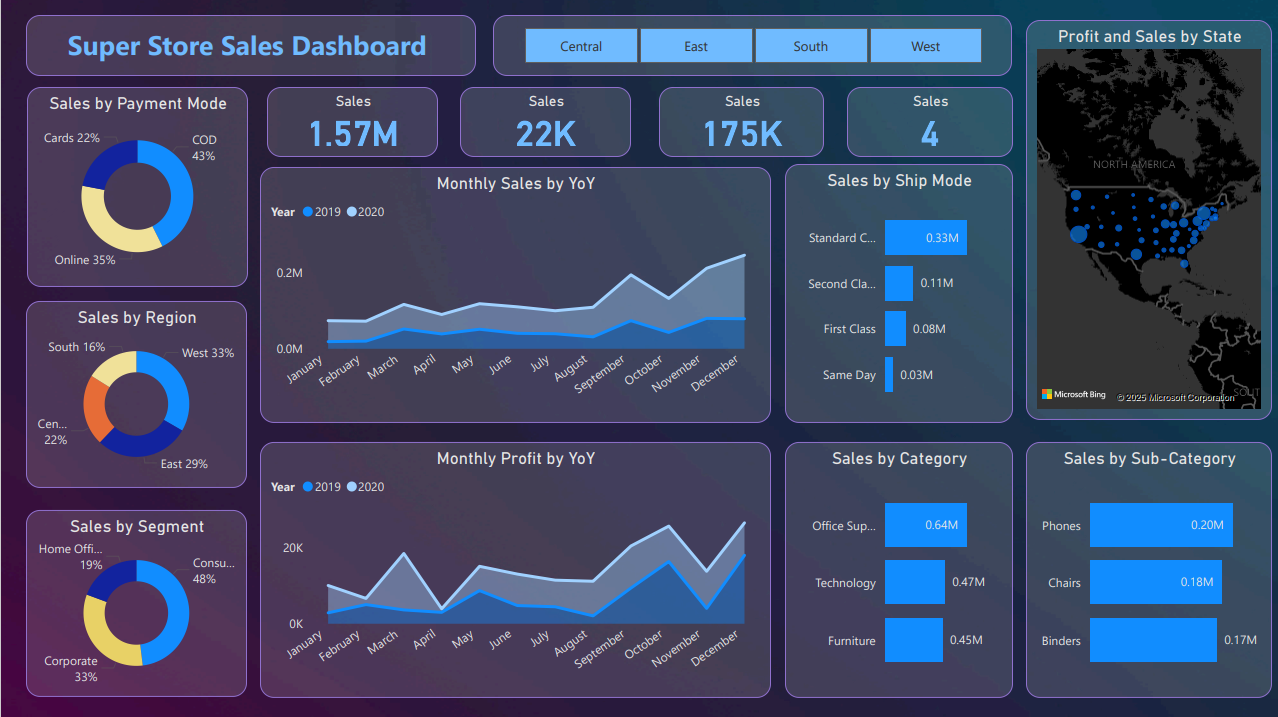 Super Store Sales Dashboard
Central
East
South
West
Profit and Sales by State
NORTH AMERICA
SOUT
Microsoft Bing
© 2025 Microsoft Corporation
Sales by Payment Mode
Cards 22%
COD
43%
Online 35%
Sales
1.57M
Sales
22K
Sales
175K
Sales
4
Monthly Sales by YoY
Year 2019 2020
0.2M
0.0M
January
February
March
April
May
June
July
August
September
October
November
December
Sales by Ship Mode
Standard C... 0.33M
Second Cla... 0.11M
First Class 0.08M
Same Day 0.03M
Sales by Region
South 16%
West 33%
Cen...
22%
East 29%
Monthly Profit by YoY
Year 2019 2020
20K
0K
January
February
March
April
May
June
July
August
September
October
November
December
Sales by Category
Office Sup... 0.64M
Technology 0.47M
Furniture 0.45M
Sales by Sub-Category
Phones 0.20M
Chairs 0.18M
Binders 0.17M
Sales by Segment
Home Offi...
19%
Consu...
48%
Corporate
33%